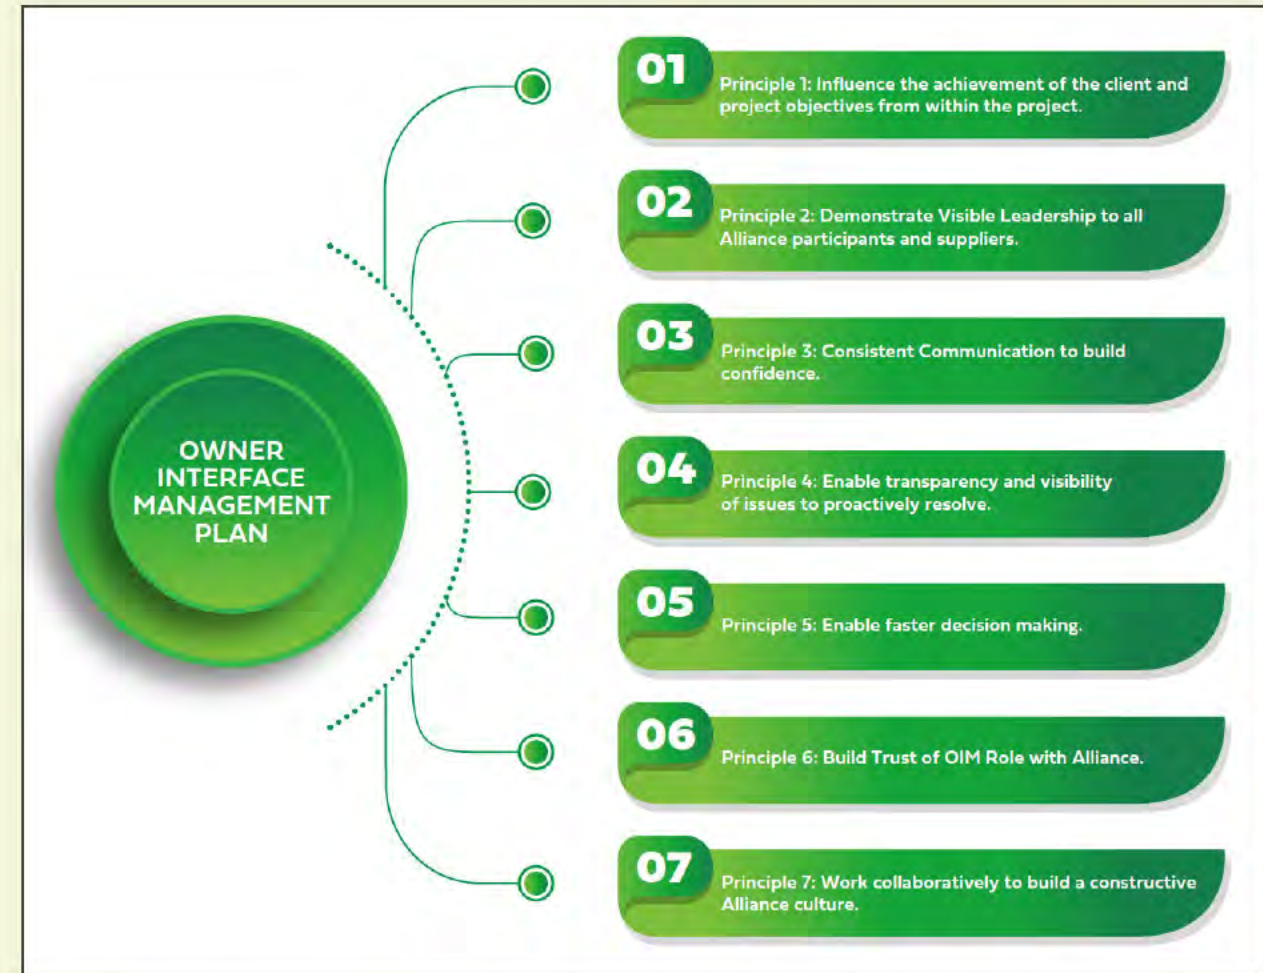 OWNER
INTERFACE
MANAGEMENT
PLAN
01
Principle 1: Influence the achievement of the client and
project objectives from within the project.
02
Principle 2: Demonstrate Visible Leadership to all
Alliance participants and suppliers.
03
Principle 3: Consistent Communication to build
confidence.
04
Principle 4: Enable transparency and visibility
of issues to proactively resolve.
05
Principle 5: Enable faster decision making.
06
Principle 6: Build Trust of OIM Role with Alliance.
07
Principle 7: Work collaboratively to build a constructive
Alliance culture.